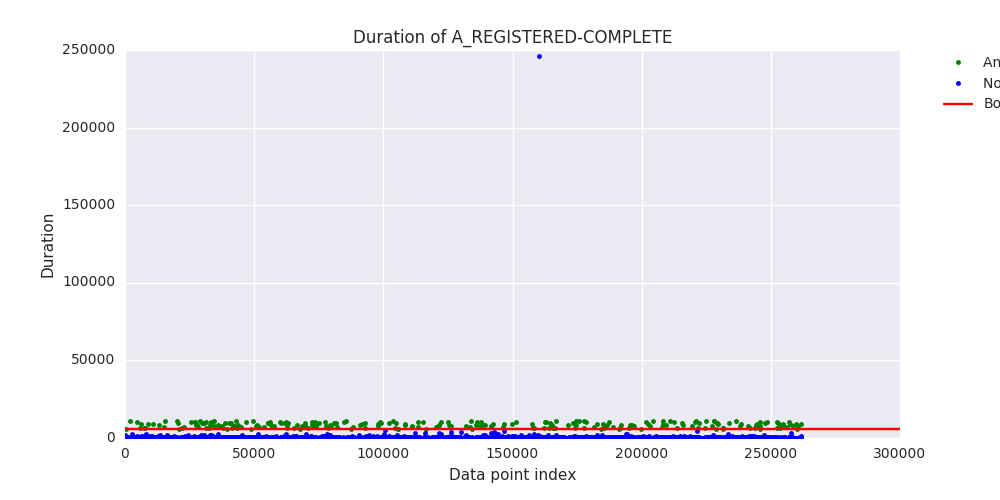 Duration of A_REGISTERED-COMPLETE
250000
200000
150000
100000
50000
0
Duration
0 50000 100000 150000 200000 250000 300000
Data point index
An
No
Bo